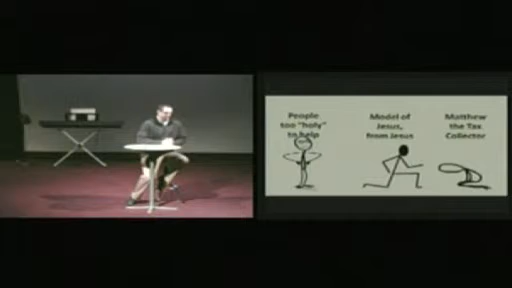 People
too "holy"
to help
Model of
Jesus,
from Jesus
Matthew
the Tax
Collector